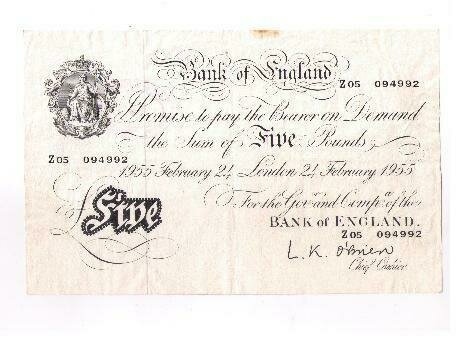 Bank of England
Z05 094992
I Promise to pay the Bearer on Demand
the Sum of Five Pounds
Z05 094992
1955 February 24 London 24 February 1955
For the Govr. and Compa. of the
BANK of ENGLAND.
Z05 094992
£Five
L.K. O'Brien
Chief Cashier